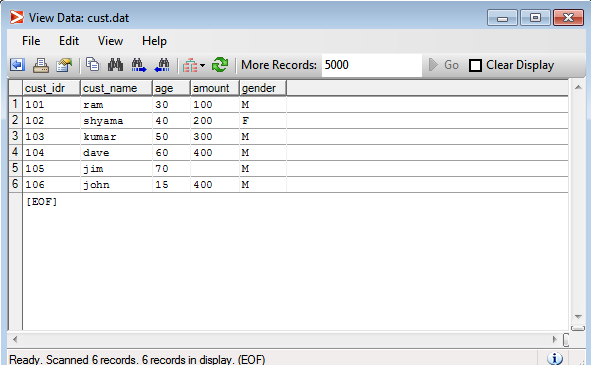 View Data: cust.dat
File Edit View Help
More Records: 5000 Go Clear Display
cust_idr cust_name age amount gender
1 101 ram 30 100 M
2 102 shyama 40 200 F
3 103 kumar 50 300 M
4 104 dave 60 400 M
5 105 jim 70 M
6 106 john 15 400 M
[EOF]
Ready. Scanned 6 records. 6 records in display. (EOF)